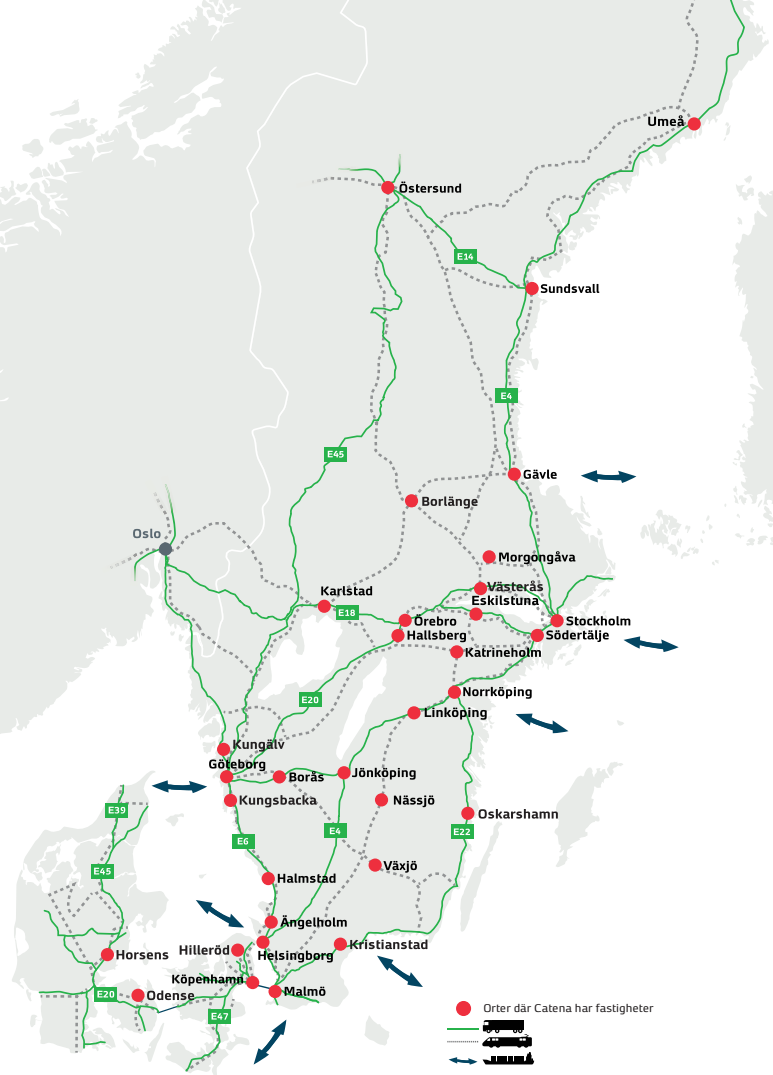 Umeå
Östersund
E14
Sundsvall
E4
E45
Gävle
Borlänge
Oslo
Morgongåva
Västerås
Karlstad
Eskilstuna
E18
Örebro
Stockholm
Hallsberg
Södertälje
Katrineholm
Norrköping
E20
Linköping
Kungälv
Göteborg
Borås
Jönköping
Kungsbacka
Nässjö
E39
Oskarshamn
E4
E22
E6
Växjö
E45
Halmstad
Ängelholm
Kristianstad
Hilleröd
Helsingborg
Horsens
Köpenhamn
Malmö
E20
Odense
Orter där Catena har fastigheter
E47